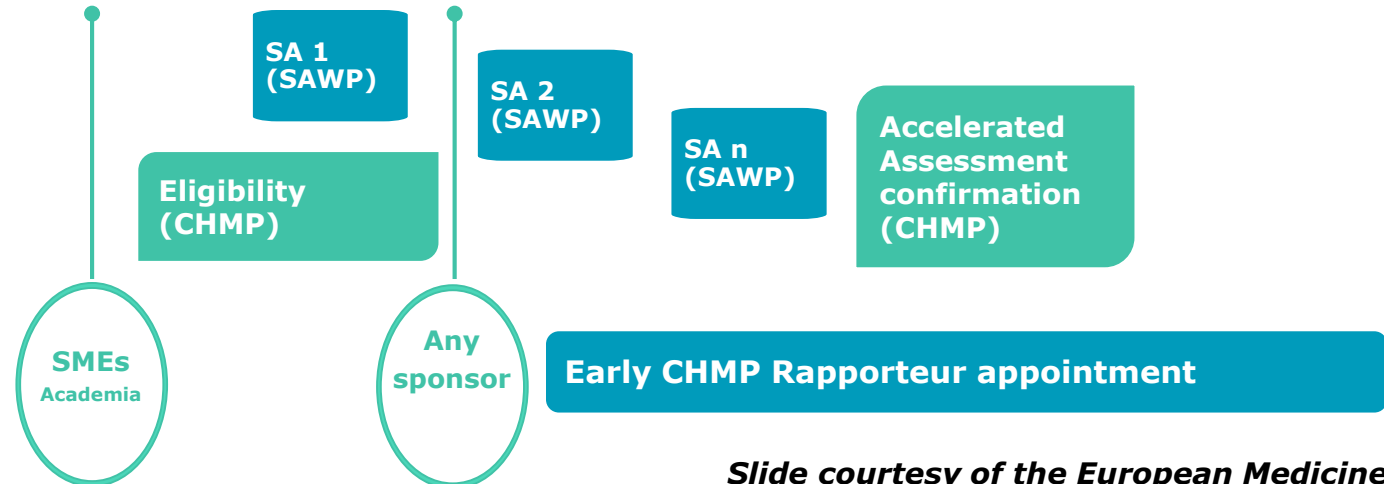 SA 1
(SAWP)
SA 2
(SAWP)
SA n
(SAWP)
Accelerated
Assessment
confirmation
(CHMP)
Eligibility
(CHMP)
SMEs
Academia
Any
sponsor
Early CHMP Rapporteur appointment
Slide courtesy of the European Medicine